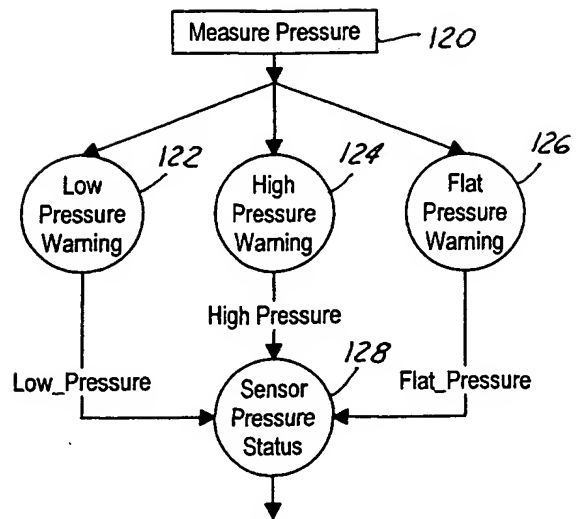 Measure Pressure
120
122
124
126
Low
Pressure
Warning
High
Pressure
Warning
Flat
Pressure
Warning
High Pressure
Low_Pressure
128
Flat_Pressure
Sensor
Pressure
Status